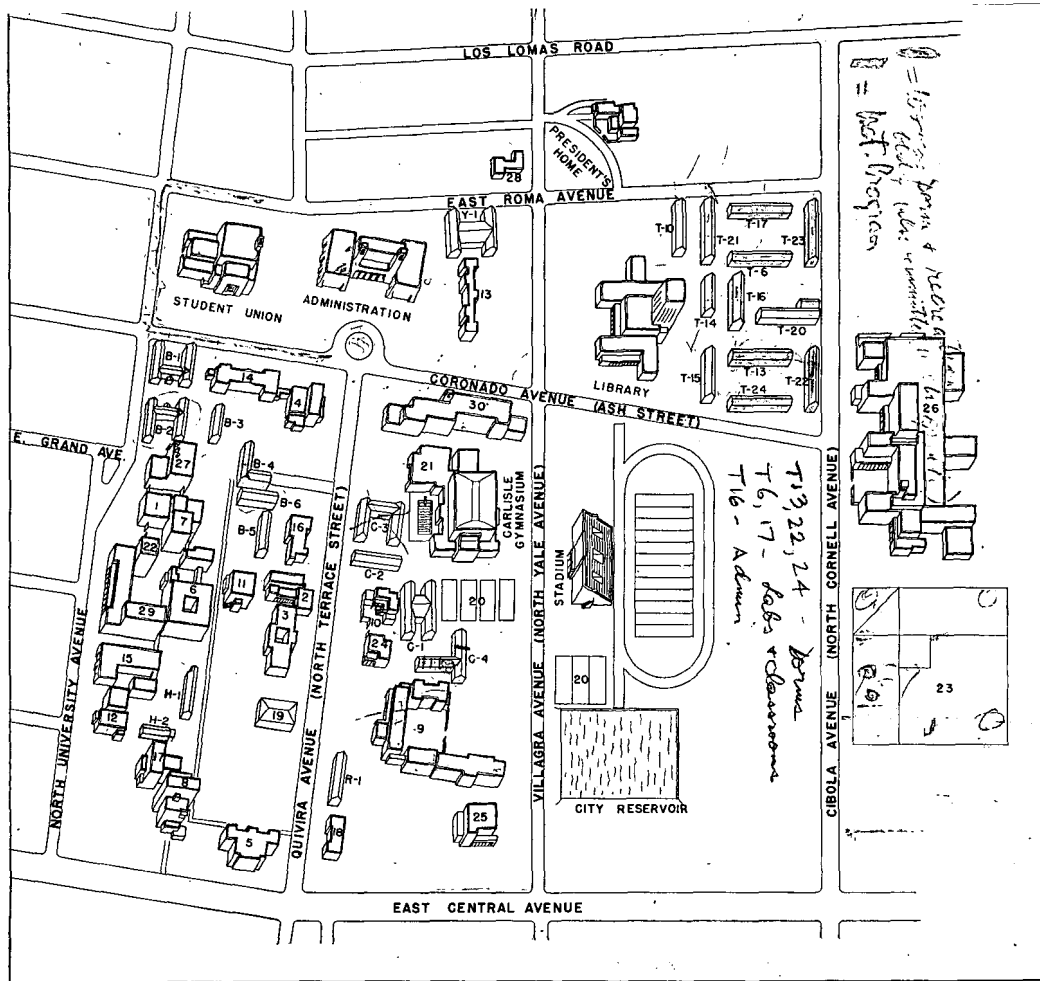 LOS LOMAS ROAD
PRESIDENT'S
HOME
28
EAST ROMA AVENUE
Y-1
T-10
T-21
T-17
T-23
T-6
STUDENT UNION
ADMINISTRATION
13
T-14
T-16
T-20
LIBRARY
T-15
T-13
T-22
T-24
B-1
14
4
CORONADO AVENUE (ASH STREET)
30
26
B-2
B-3
E. GRAND AVE.
27
B-4
21
CARLISLE
GYMNASIUM
1
7
B-6
B-5
16
C-3
22
C-2
STADIUM
6
11
2
3
10
C-1
20
29
24
C-4
15
H-1
20
23
12
19
9
H-2
17
8
R-1
CITY RESERVOIR
18
25
5
NORTH UNIVERSITY AVENUE
QUIVIRA AVENUE (NORTH TERRACE STREET)
VILLAGRA AVENUE (NORTH YALE AVENUE)
CIBOLA AVENUE (NORTH CORNELL AVENUE)
EAST CENTRAL AVENUE
T13, 22, 24 - Dorms
T6, 17 - Labs + Classrooms
T16 - Admin
=
=